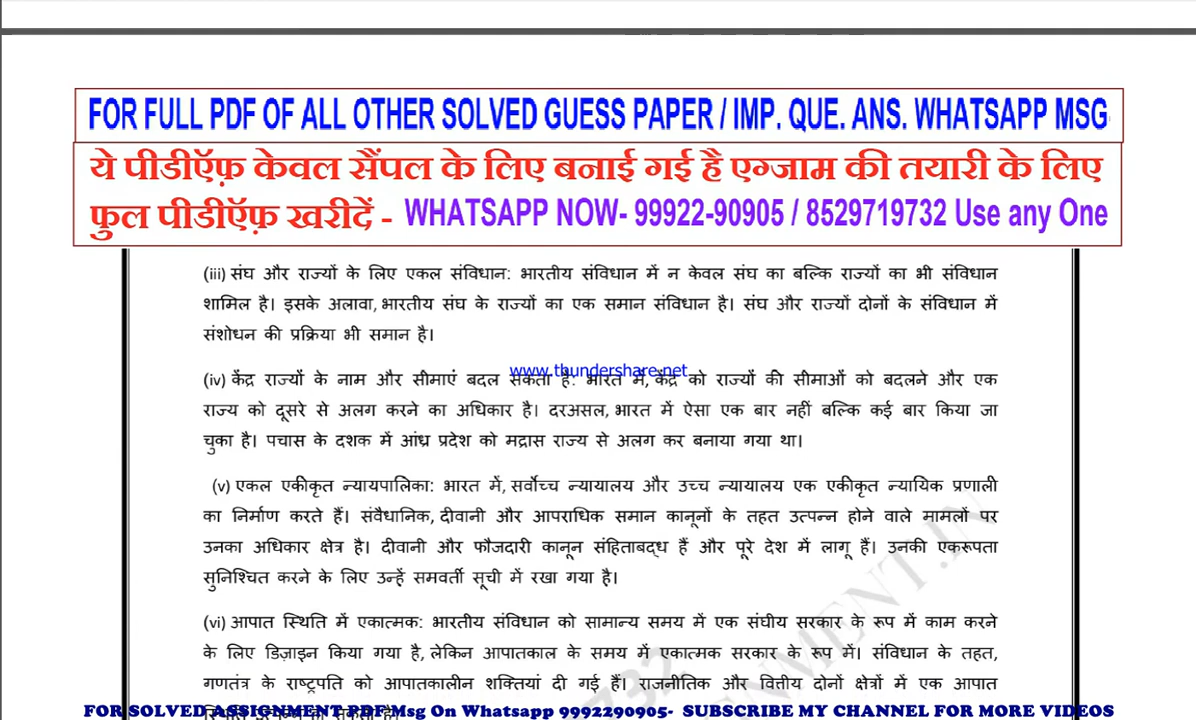 FOR FULL PDF OF ALL OTHER SOLVED GUESS PAPER / IMP. QUE. ANS. WHATSAPP MSG
ये पीडीऍफ़ केवल सैंपल के लिए बनाई गई है एग्जाम की तयारी के लिए
फुल पीडीऍफ़ खरीदें - WHATSAPP NOW- 99922-90905 / 8529719732 Use any One
(iii) संघ और राज्यों के लिए एकल संविधान: भारतीय संविधान में न केवल संघ का बल्कि राज्यों का भी संविधान
शामिल है। इसके अलावा, भारतीय संघ के राज्यों का एक समान संविधान है। संघ और राज्यों दोनों के संविधान में
संशोधन की प्रक्रिया भी समान है।
www.thundershare.net
(iv) केंद्र राज्यों के नाम और सीमाएं बदल सकता है: भारत में, केंद्र को राज्यों की सीमाओं को बदलने और एक
राज्य को दूसरे से अलग करने का अधिकार है। दरअसल, भारत में ऐसा एक बार नहीं बल्कि कई बार किया जा
चुका है। पचास के दशक में आंध्र प्रदेश को मद्रास राज्य से अलग कर बनाया गया था।
(v) एकल एकीकृत न्यायपालिका: भारत में, सर्वोच्च न्यायालय और उच्च न्यायालय एक एकीकृत न्यायिक प्रणाली
का निर्माण करते हैं। संवैधानिक, दीवानी और आपराधिक समान कानूनों के तहत उत्पन्न होने वाले मामलों पर
उनका अधिकार क्षेत्र है। दीवानी और फौजदारी कानून संहिताबद्ध हैं और पूरे देश में लागू हैं। उनकी एकरूपता
सुनिश्चित करने के लिए उन्हें समवर्ती सूची में रखा गया है।
(vi) आपात स्थिति में एकात्मक: भारतीय संविधान को सामान्य समय में एक संघीय सरकार के रूप में काम करने
के लिए डिज़ाइन किया गया है, लेकिन आपातकाल के समय में एकात्मक सरकार के रूप में। संविधान के तहत,
गणतंत्र के राष्ट्रपति को आपातकालीन शक्तियां दी गई हैं। राजनीतिक और वित्तीय दोनों क्षेत्रों में एक आपात
FOR SOLVED ASSIGNMENT PDF Msg On Whatsapp 9992290905- SUBSCRIBE MY CHANNEL FOR MORE VIDEOS